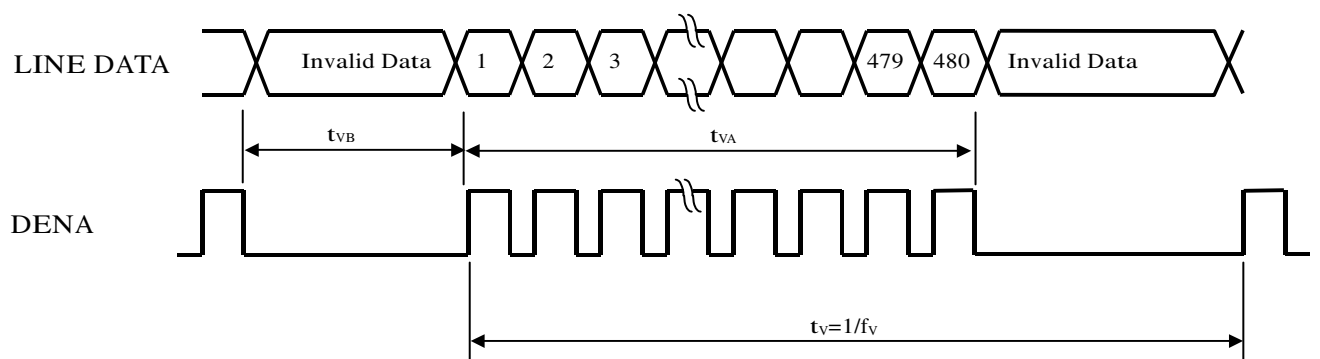 LINE DATA Invalid Data 1 2 3 479 480 Invalid Data
tVB tVA
DENA
tV=1/fV